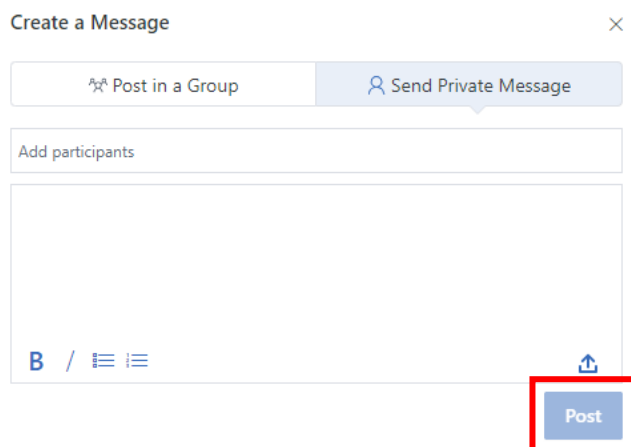 Create a Message
Post in a Group
Send Private Message
Add participants
B I
Post